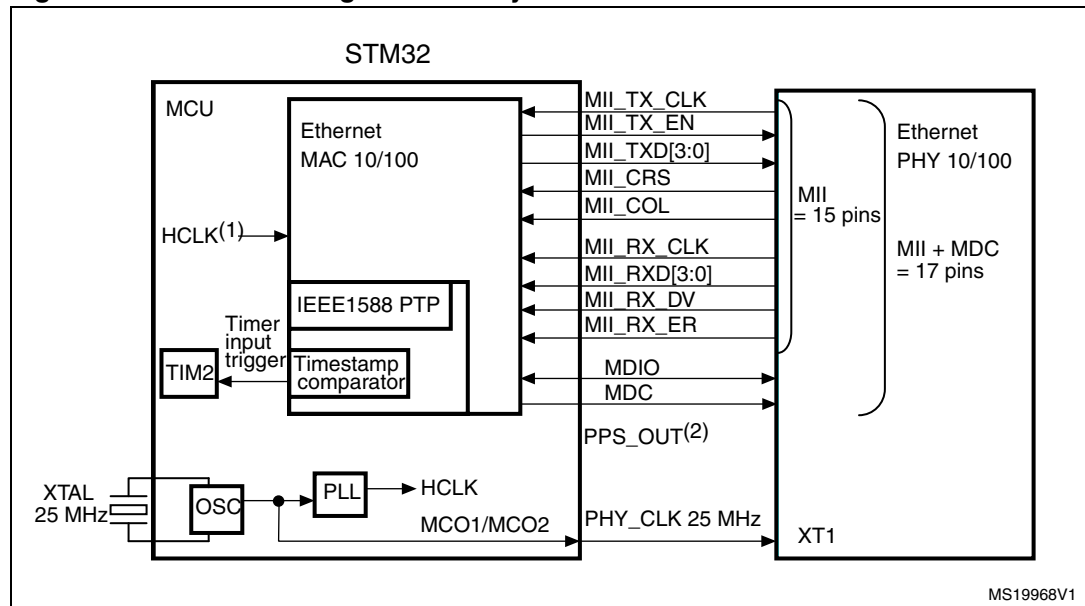 STM32
MCU
Ethernet
MAC 10/100
HCLK(1)
IEEE1588 PTP
Timer
input
trigger
TIM2
Timestamp
comparator
XTAL
25 MHz
OSC
PLL
HCLK
MCO1/MCO2
MII_TX_CLK
MII_TX_EN
MII_TXD[3:0]
MII_CRS
MII_COL
MII_RX_CLK
MII_RXD[3:0]
MII_RX_DV
MII_RX_ER
MDIO
MDC
PPS_OUT(2)
PHY_CLK 25 MHz
MII
= 15 pins
Ethernet
PHY 10/100
MII + MDC
= 17 pins
XT1
MS19968V1